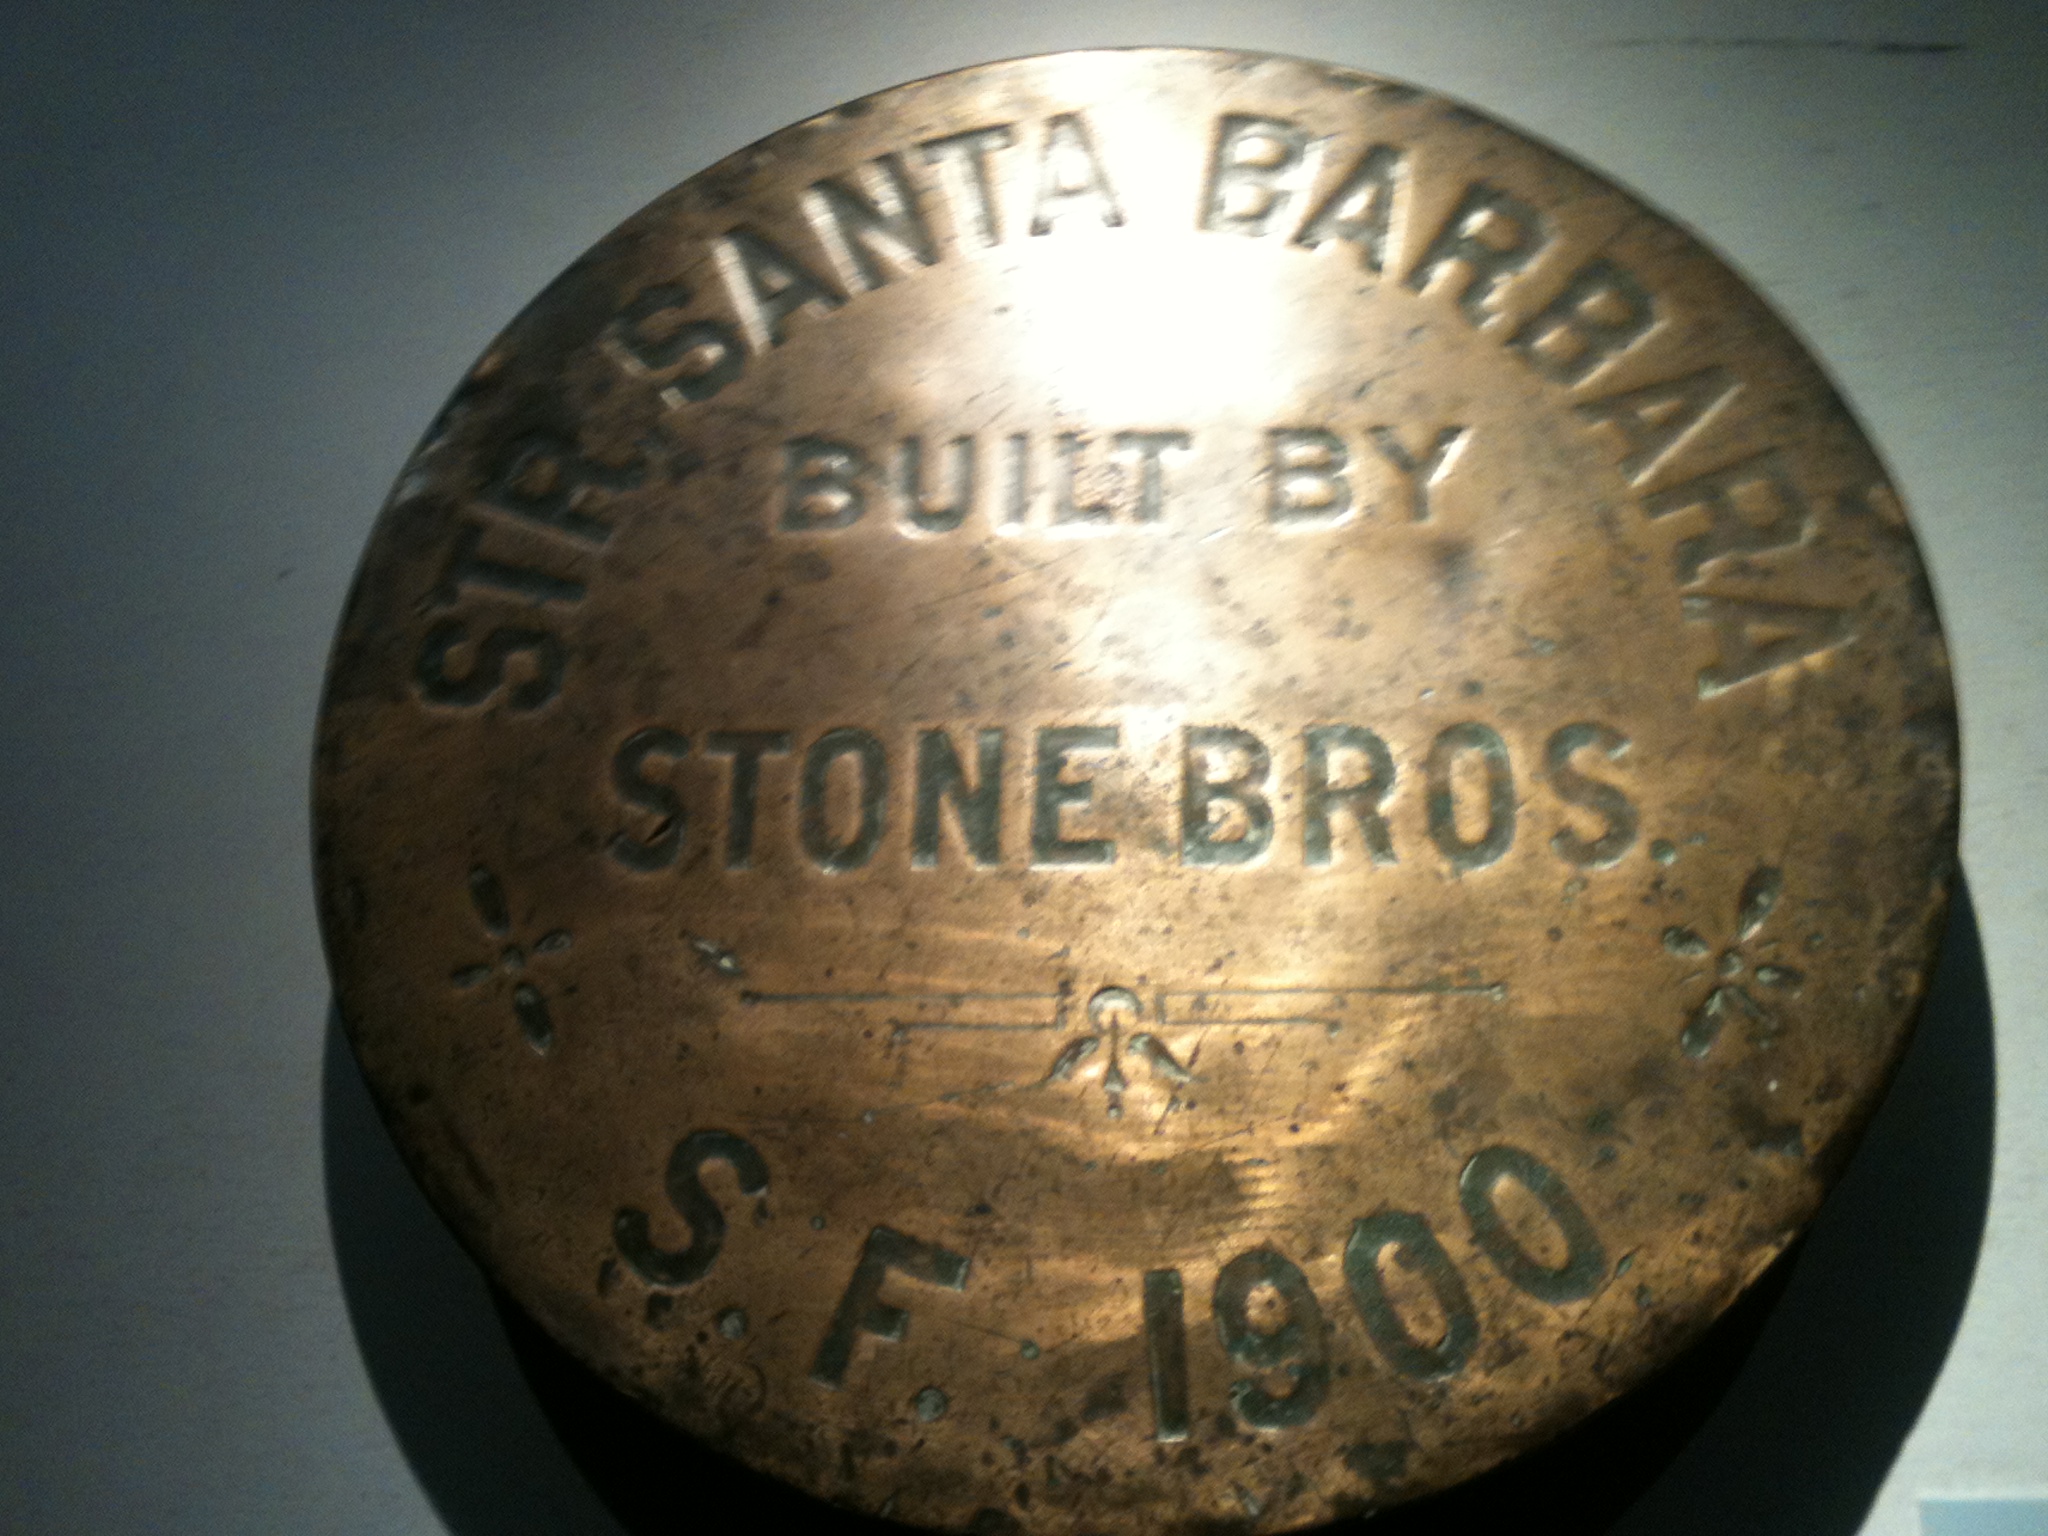 STR. SANTA BARBARA
BUILT BY
STONE BROS.
S.F. 1900